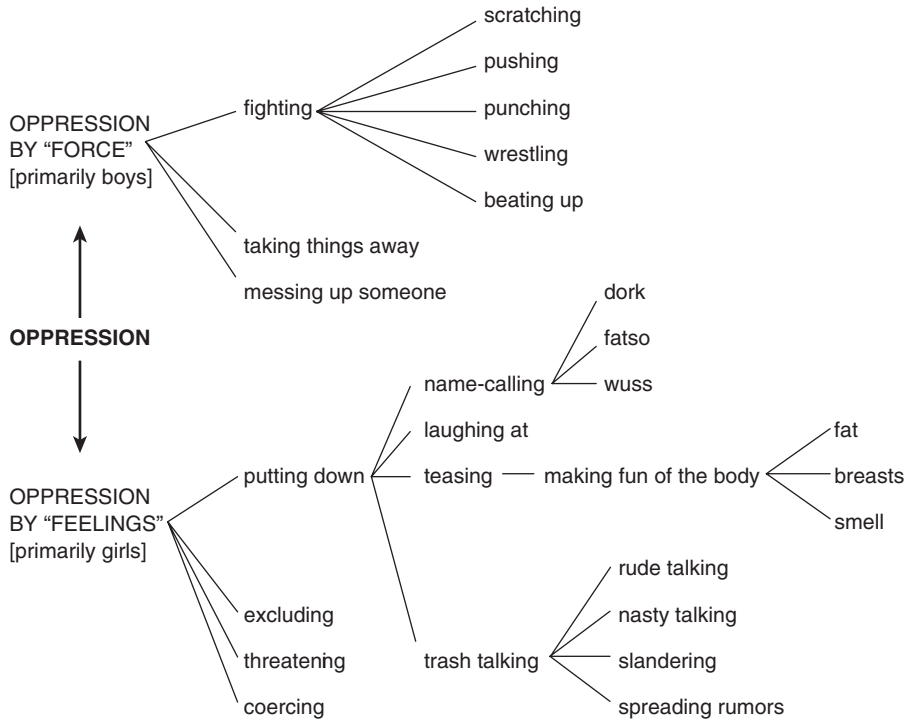 scratching
pushing
fighting
punching
OPPRESSION
BY “FORCE”
[primarily boys]
wrestling
beating up
taking things away
messing up someone
dork
OPPRESSION
fatso
name-calling
wuss
laughing at
fat
putting down
teasing
making fun of the body
breasts
OPPRESSION
BY “FEELINGS”
[primarily girls]
smell
rude talking
excluding
nasty talking
threatening
trash talking
slandering
coercing
spreading rumors